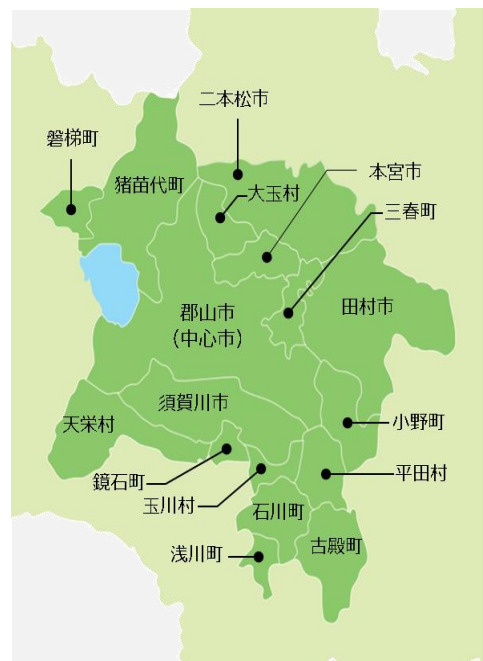 二本松市
磐梯町
猪苗代町
大玉村
本宮市
三春町
郡山市
(中心市)
田村市
須賀川市
天栄村
小野町
鏡石町
平田村
玉川村
石川町
古殿町
浅川町